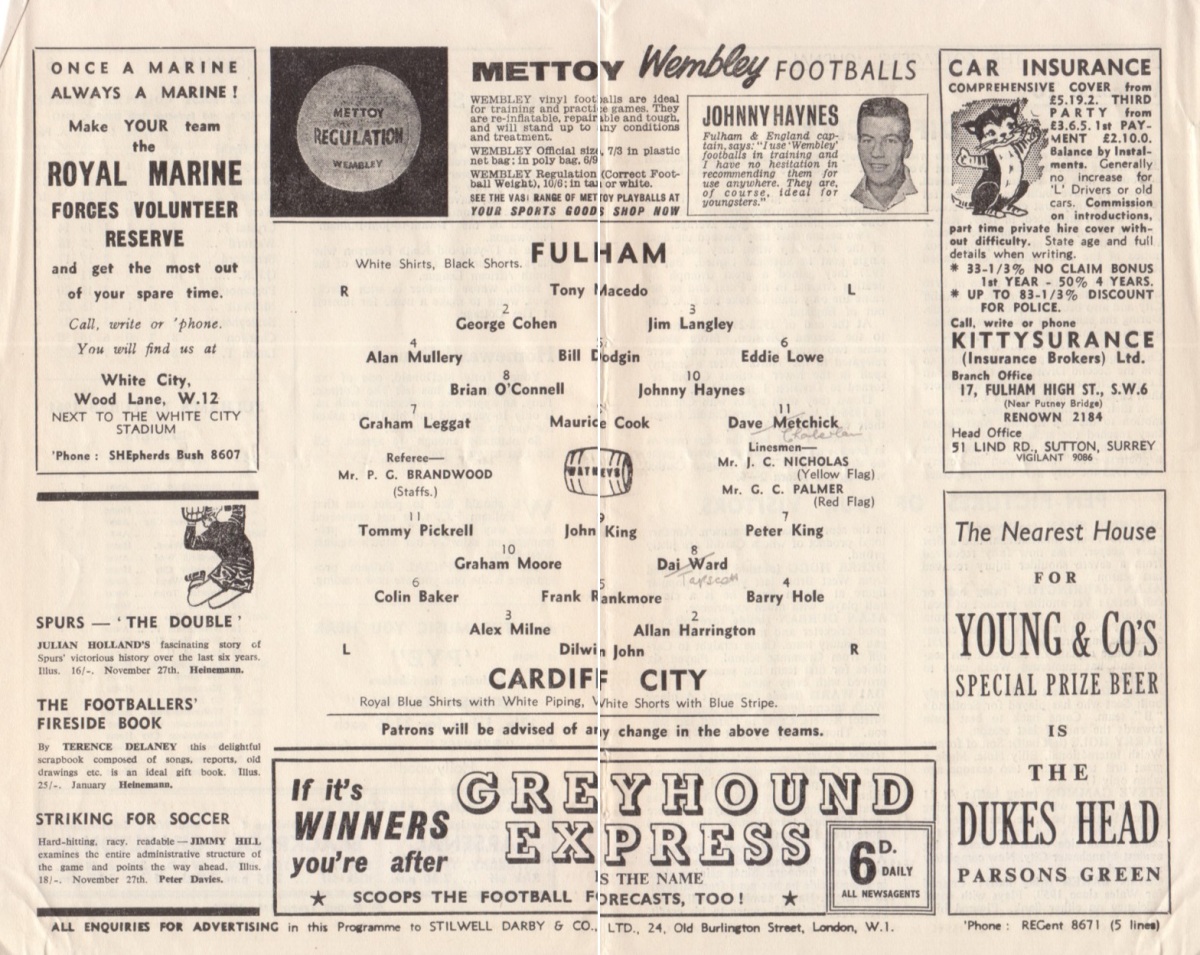 ONCE A MARINE
ALWAYS A MARINE!
Make YOUR team
the
ROYAL MARINE
FORCES VOLUNTEER
RESERVE
and get the most out
of your spare time.
Call, write or 'phone.
You will find us at
White City,
Wood Lane, W.12
NEXT TO THE WHITE CITY
STADIUM
'Phone : SHEpherds Bush 8607
SPURS — 'THE DOUBLE'
JULIAN HOLLAND'S fascinating story of
Spurs' victorious history over the last six years.
Illus. 16/-. November 27th. Heinemann.
THE FOOTBALLERS'
FIRESIDE BOOK
By TERENCE DELANEY this delightful
scrapbook composed of songs, reports, old
drawings etc. is an ideal gift book. Illus.
25/-. January Heinemann.
STRIKING FOR SOCCER
Hard-hitting, racy, readable — JIMMY HILL
examines the entire administrative structure of
the game and points the way ahead. Illus.
18/-. November 27th. Peter Davies.
METTOY
REGULATION
WEMBLEY
METTOY Wembley FOOTBALLS
WEMBLEY vinyl footballs are ideal
for training and practice games. They
are re-inflatable, repairable and tough,
and will stand up to any conditions
and treatment.
WEMBLEY Official size, 7/3 in plastic
net bag: in poly bag, 6/9
WEMBLEY Regulation (Correct Foot-
ball Weight), 10/6: in tan or white.
SEE THE VAST RANGE OF METTOY PLAYBALLS AT
YOUR SPORTS GOODS SHOP NOW
JOHNNY HAYNES
Fulham & England cap-
tain, says: "I use 'Wembley'
footballs in training and
I have no hesitation in
recommending them for
use anywhere. They are,
of course, ideal for
youngsters."
FULHAM
White Shirts, Black Shorts.
R Tony Macedo L
2 3
George Cohen Jim Langley
4 5 6
Alan Mullery Bill Dodgin Eddie Lowe
8 10
Brian O'Connell Johnny Haynes
7 11
Graham Leggat Maurice Cook Dave Metchick
Referee—
Mr. P. G. BRANDWOOD
(Staffs.)
WATNEYS
Linesmen—
Mr. J. C. NICHOLAS
(Yellow Flag)
Mr. G. C. PALMER
(Red Flag)
11 9 7
Tommy Pickrell John King Peter King
10 8
Graham Moore Dai Ward
Tapscott
6 5 4
Colin Baker Frank Rankmore Barry Hole
3 2
Alex Milne Allan Harrington
L Dilwin John R
CARDIFF CITY
Royal Blue Shirts with White Piping, White Shorts with Blue Stripe.
Patrons will be advised of any change in the above teams.
If it's
WINNERS
you're after
GREYHOUND
EXPRESS
IS THE NAME
★ SCOOPS THE FOOTBALL FORECASTS, TOO! ★
6D.
DAILY
ALL NEWSAGENTS
CAR INSURANCE
COMPREHENSIVE COVER from
£5.19.2. THIRD
PARTY from
£3.6.5. 1st PAY-
MENT £2.10.0.
Balance by Instal-
ments. Generally
no increase for
'L' Drivers or old
cars. Commission
on introductions,
part time private hire cover with-
out difficulty. State age and full
details when writing.
* 33-1/3% NO CLAIM BONUS
1st YEAR - 50% 4 YEARS.
* UP TO 83-1/3% DISCOUNT
FOR POLICE.
Call, write or phone
KITTYSURANCE
(Insurance Brokers) Ltd.
Branch Office
17, FULHAM HIGH ST., S.W.6
(Near Putney Bridge)
RENOWN 2184
Head Office
51 LIND RD., SUTTON, SURREY
VIGILANT 9086
The Nearest House
FOR
YOUNG & Co's
SPECIAL PRIZE BEER
IS
THE
DUKES HEAD
PARSONS GREEN
ALL ENQUIRIES FOR ADVERTISING in this Programme to STILWELL DARBY & CO., LTD., 24, Old Burlington Street, London, W.1. 'Phone : REGent 8671 (5 lines)